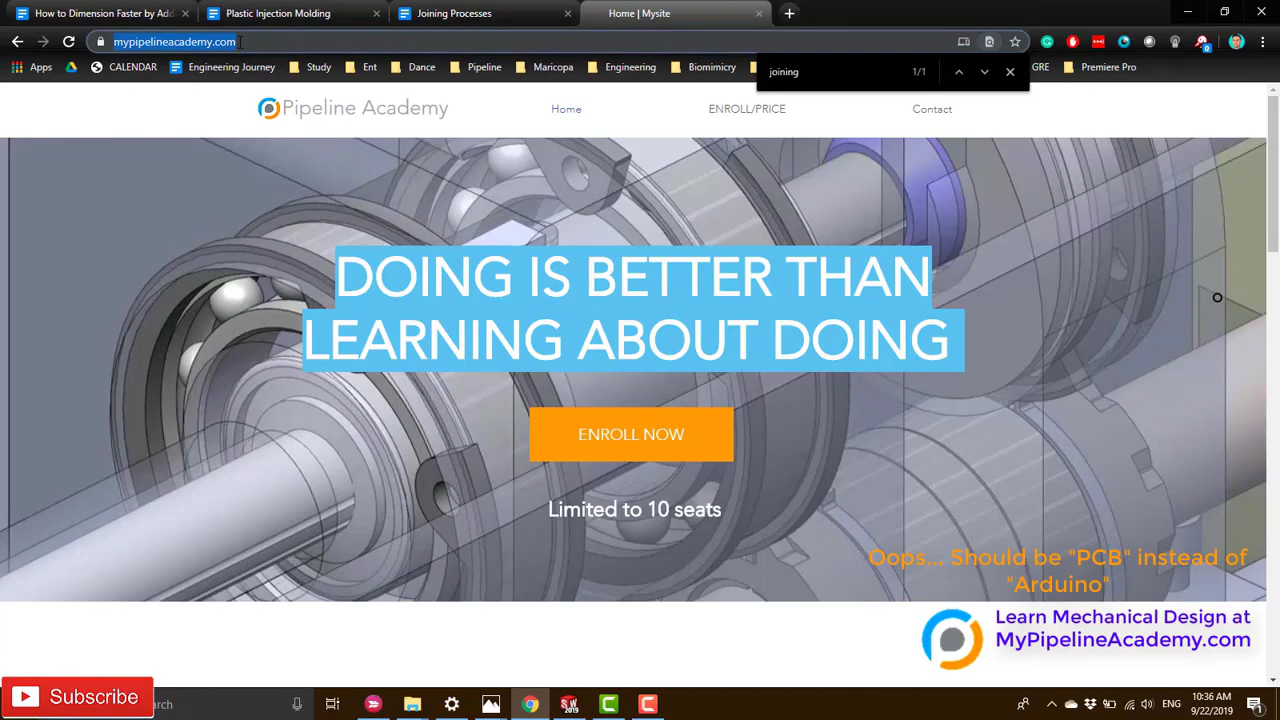 How to Dimension Faster by Add
Plastic Injection Molding
Joining Processes
Home | Mysite
mypipelineacademy.com
Apps
CALENDAR
Engineering Journey
Study
Ent
Dance
Pipeline
Maricopa
Engineering
Biomimicry
GRE
Premiere Pro
joining
1/1
Pipeline Academy
Home
ENROLL/PRICE
Contact
DOING IS BETTER THAN
LEARNING ABOUT DOING
ENROLL NOW
Limited to 10 seats
Oops... Should be "PCB" instead of
"Arduino"
Learn Mechanical Design at
MyPipelineAcademy.com
Subscribe
search
2019
ENG
10:36 AM
9/22/2019